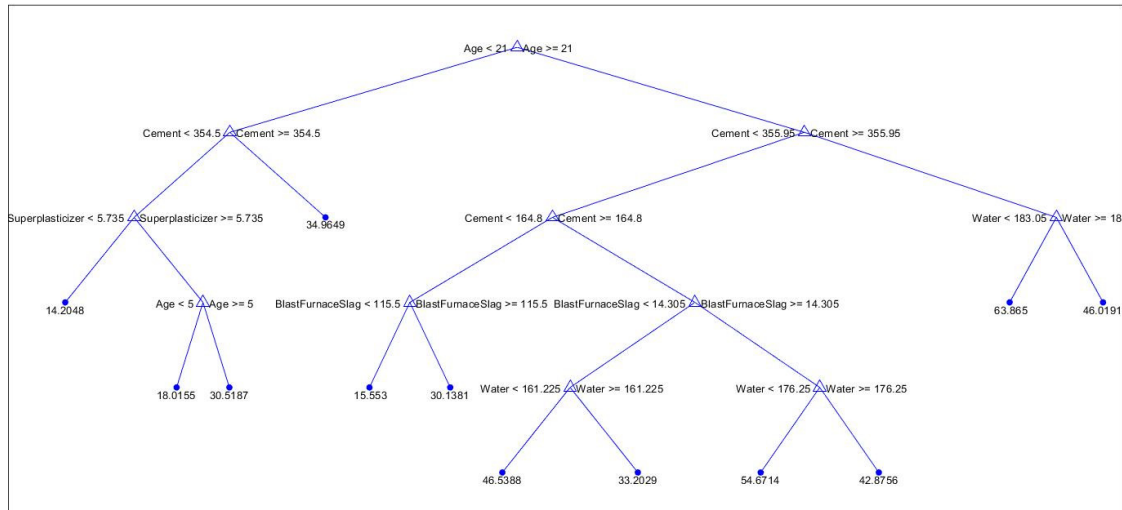 Age < 21 Age >= 21
Cement < 354.5 Cement >= 354.5 Cement < 355.95 Cement >= 355.95
Superplasticizer < 5.735 Superplasticizer >= 5.735 34.9649 Cement < 164.8 Cement >= 164.8 Water < 183.05 Water >= 18
14.2048 Age < 5 Age >= 5 BlastFurnaceSlag < 115.5 BlastFurnaceSlag >= 115.5 BlastFurnaceSlag < 14.305 BlastFurnaceSlag >= 14.305 63.865 46.0191
18.0155 30.5187 15.553 30.1381 Water < 161.225 Water >= 161.225 Water < 176.25 Water >= 176.25
46.5388 33.2029 54.6714 42.8756